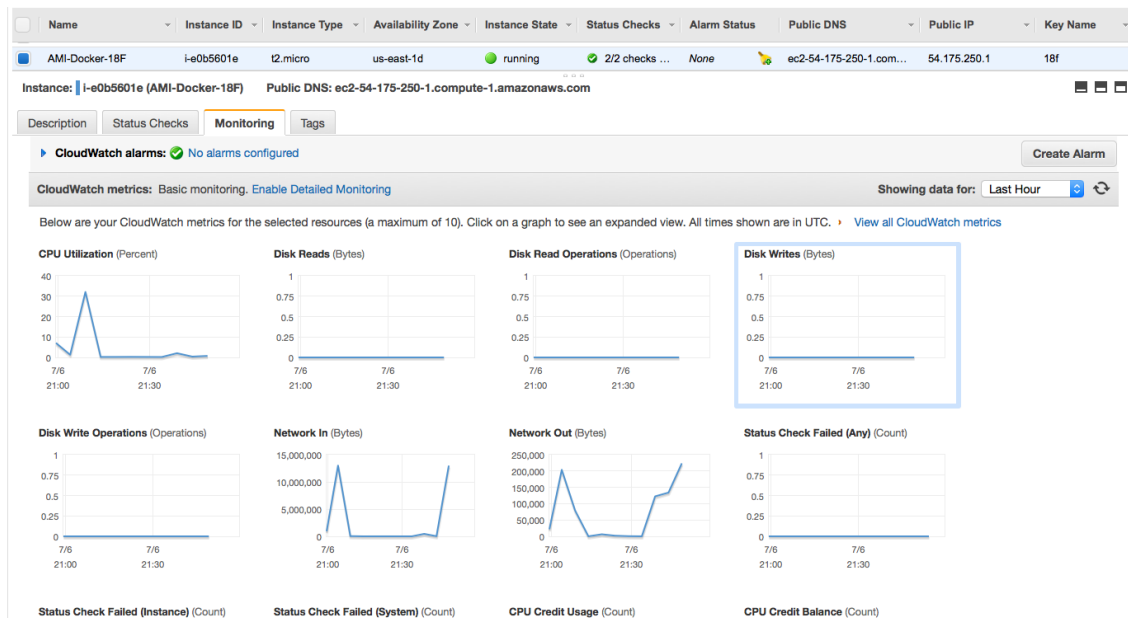 Name Instance ID Instance Type Availability Zone Instance State Status Checks Alarm Status Public DNS Public IP Key Name
AMI-Docker-18F i-e0b5601e t2.micro us-east-1d running 2/2 checks ... None ec2-54-175-250-1.com... 54.175.250.1 18f
Instance: i-e0b5601e (AMI-Docker-18F) Public DNS: ec2-54-175-250-1.compute-1.amazonaws.com
Description Status Checks Monitoring Tags
CloudWatch alarms: No alarms configured Create Alarm
CloudWatch metrics: Basic monitoring. Enable Detailed Monitoring Showing data for: Last Hour
Below are your CloudWatch metrics for the selected resources (a maximum of 10). Click on a graph to see an expanded view. All times shown are in UTC. View all CloudWatch metrics
CPU Utilization (Percent)
40
30
20
10
0
7/6 7/6
21:00 21:30
Disk Reads (Bytes)
1
0.75
0.5
0.25
0
7/6 7/6
21:00 21:30
Disk Read Operations (Operations)
1
0.75
0.5
0.25
0
7/6 7/6
21:00 21:30
Disk Writes (Bytes)
1
0.75
0.5
0.25
0
7/6 7/6
21:00 21:30
Disk Write Operations (Operations)
1
0.75
0.5
0.25
0
7/6 7/6
21:00 21:30
Network In (Bytes)
15,000,000
10,000,000
5,000,000
0
7/6 7/6
21:00 21:30
Network Out (Bytes)
250,000
200,000
150,000
100,000
50,000
0
7/6 7/6
21:00 21:30
Status Check Failed (Any) (Count)
1
0.75
0.5
0.25
0
7/6 7/6
21:00 21:30
Status Check Failed (Instance) (Count)
Status Check Failed (System) (Count)
CPU Credit Usage (Count)
CPU Credit Balance (Count)